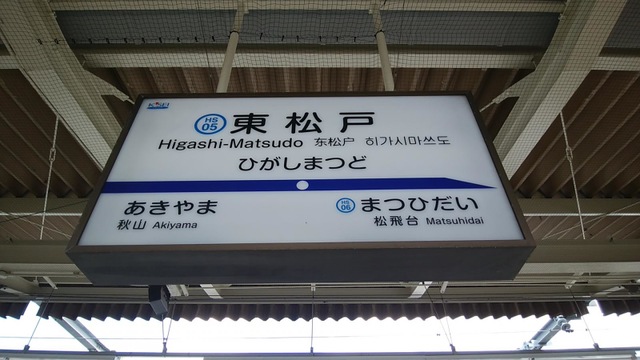 HS
05
東松戸
Higashi-Matsudo 东松户 히가시마쓰도
ひがしまつど
あきやま
秋山 Akiyama
HS
06
まつひだい
松飛台 Matsuhidai